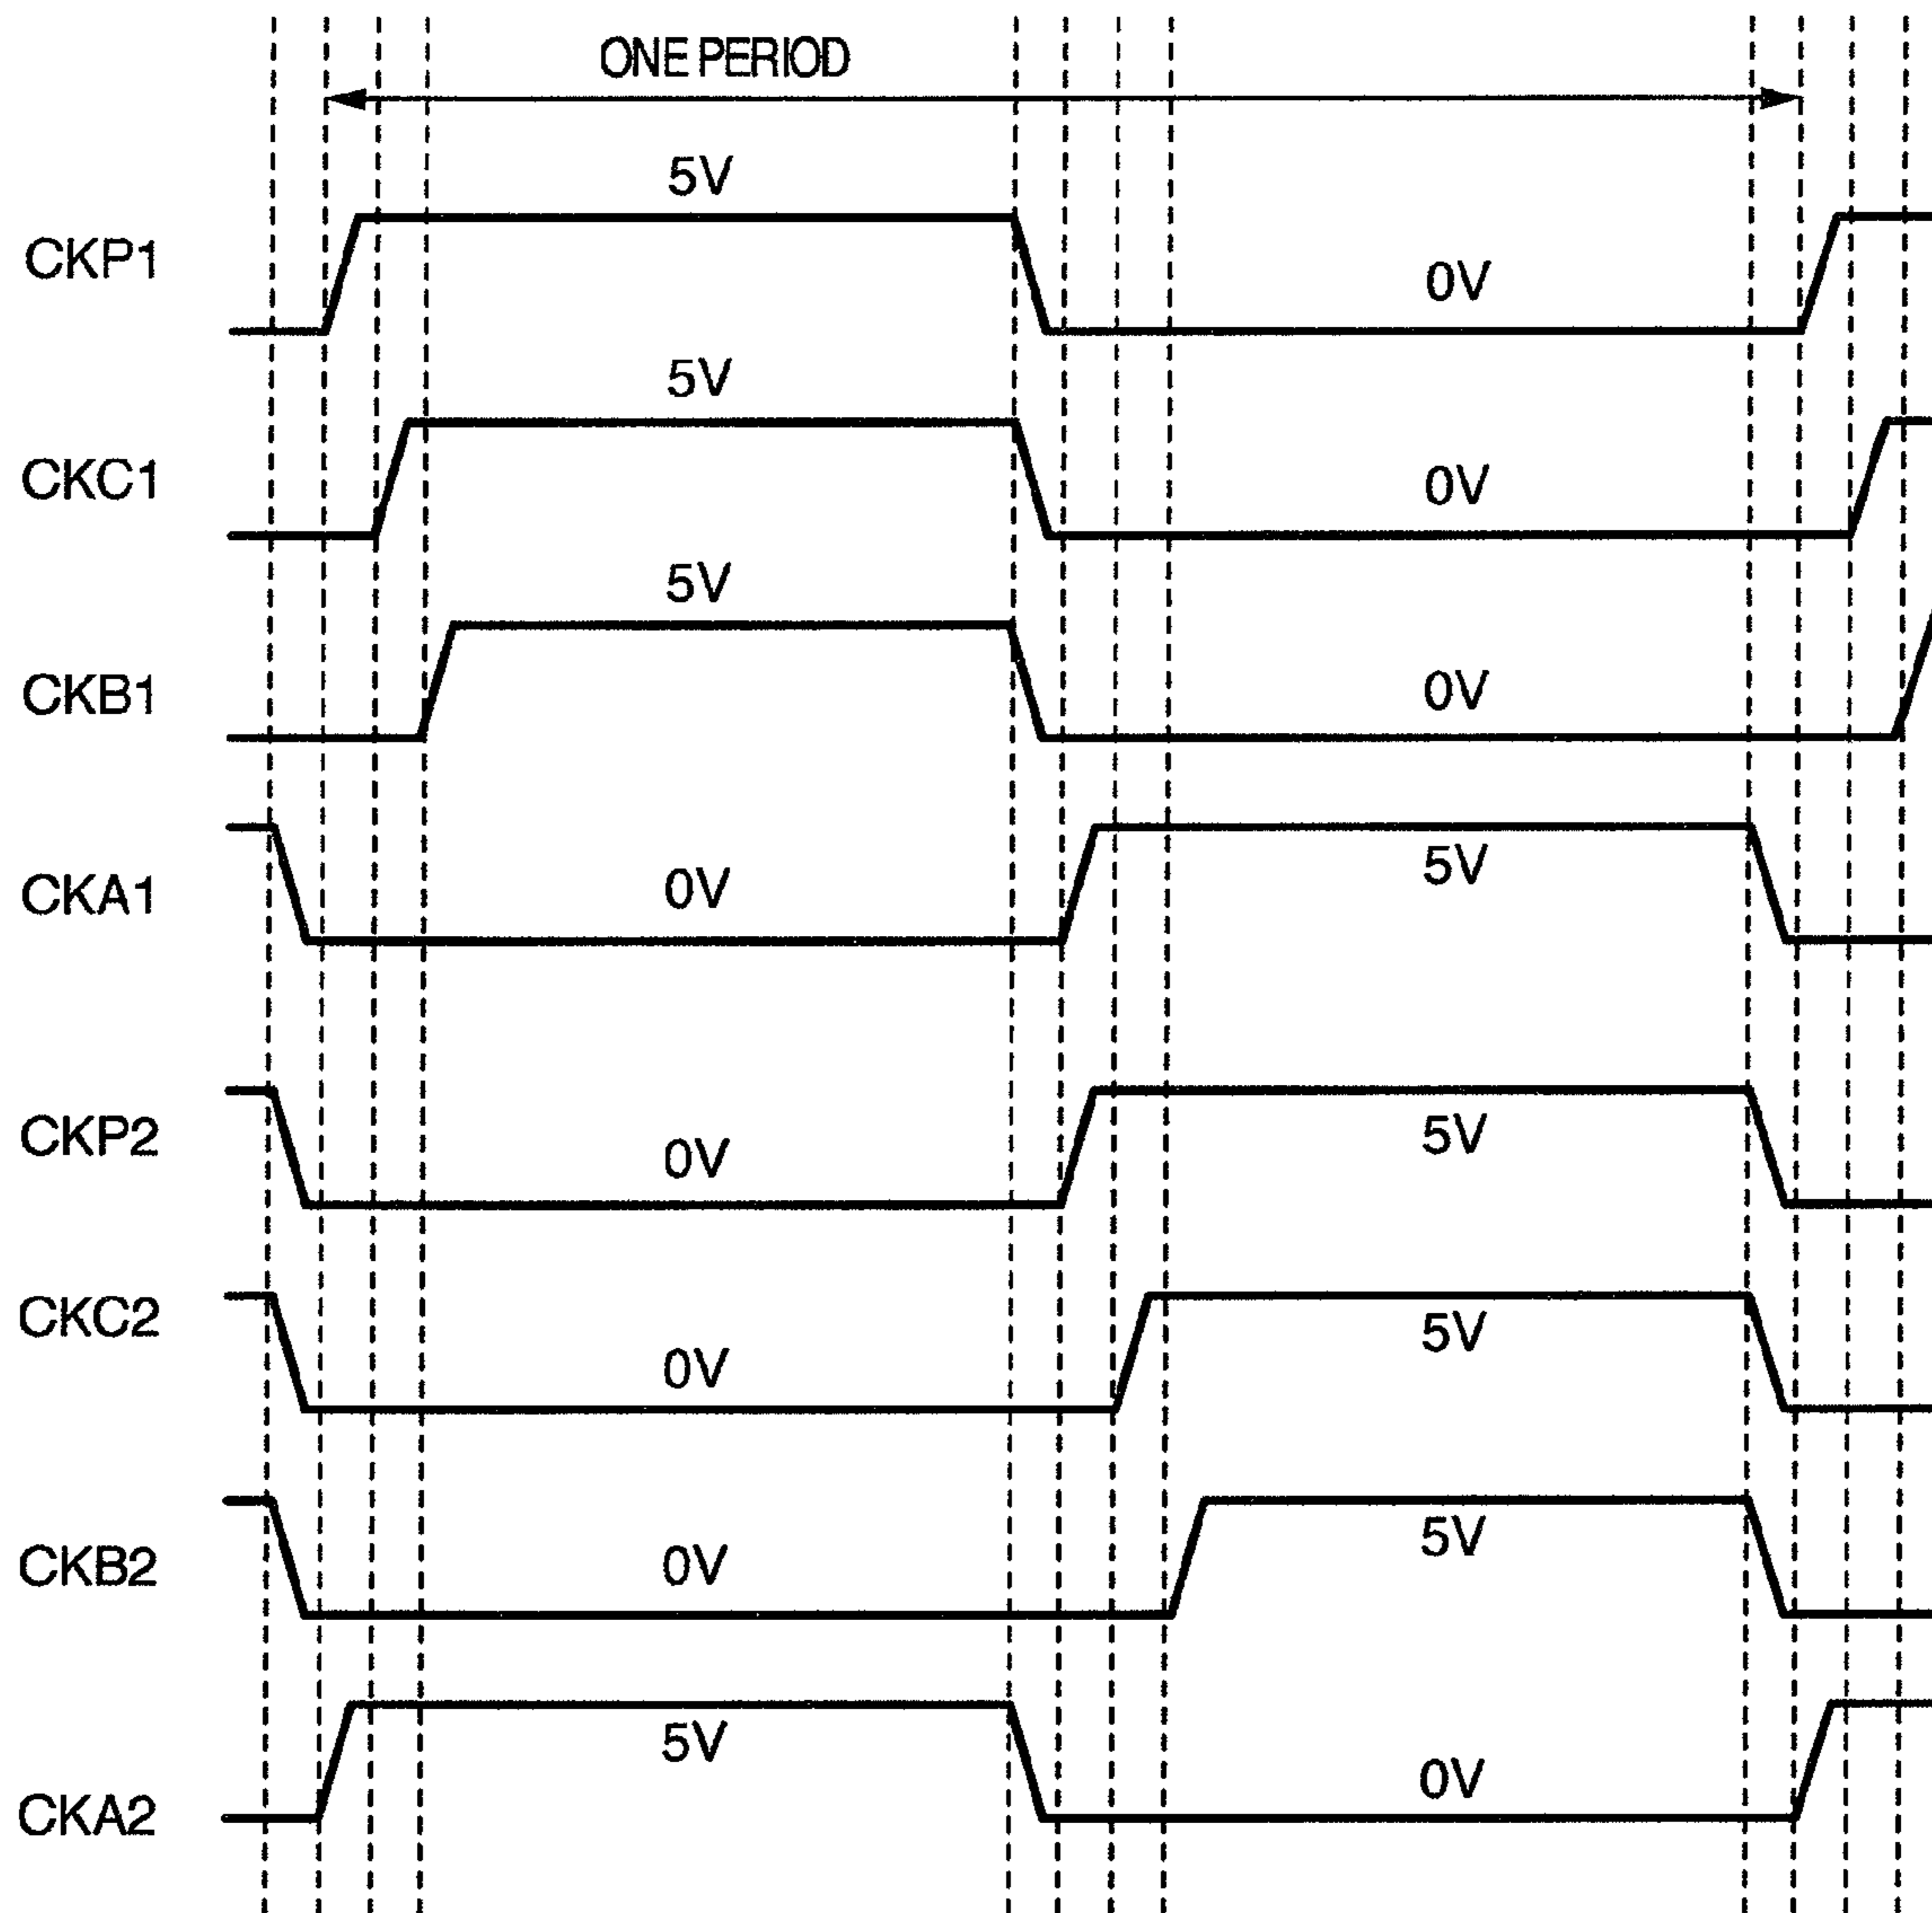 ONE PERIOD
5V
CKP1
0V
5V
CKC1
0V
5V
CKB1
0V
CKA1
0V
5V
CKP2
0V
5V
CKC2
0V
5V
CKB2
0V
5V
CKA2
5V
0V